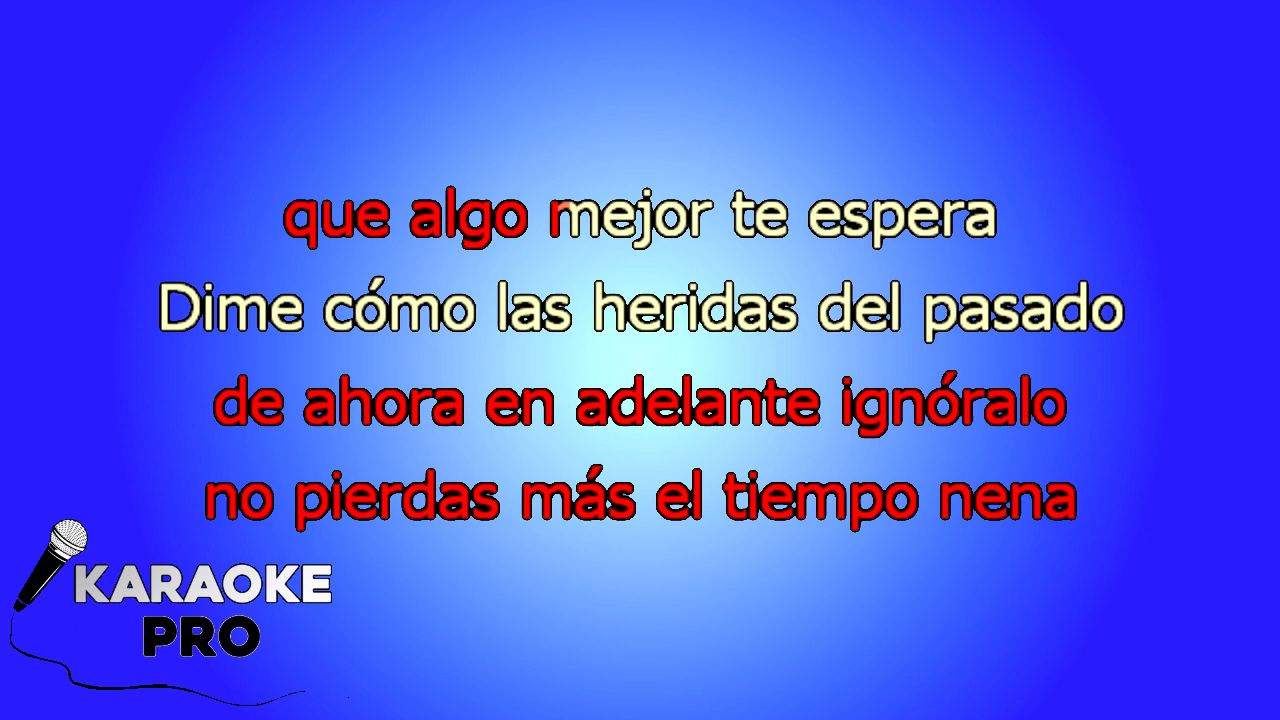 que algo mejor te espera
Dime cómo las heridas del pasado
de ahora en adelante ignóralo
no pierdas más el tiempo nena
KARAOKE
PRO